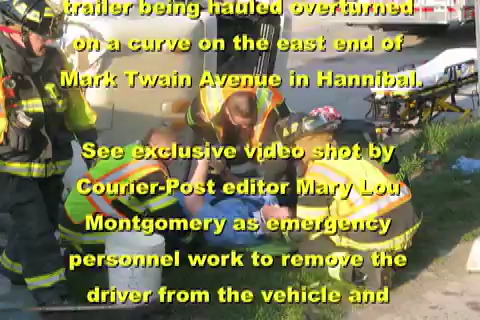 trailer being hauled overturned
on a curve on the east end of
Mark Twain Avenue in Hannibal.
See exclusive video shot by
Courier-Post editor Mary Lou
Montgomery as emergency
personnel work to remove the
driver from the vehicle and